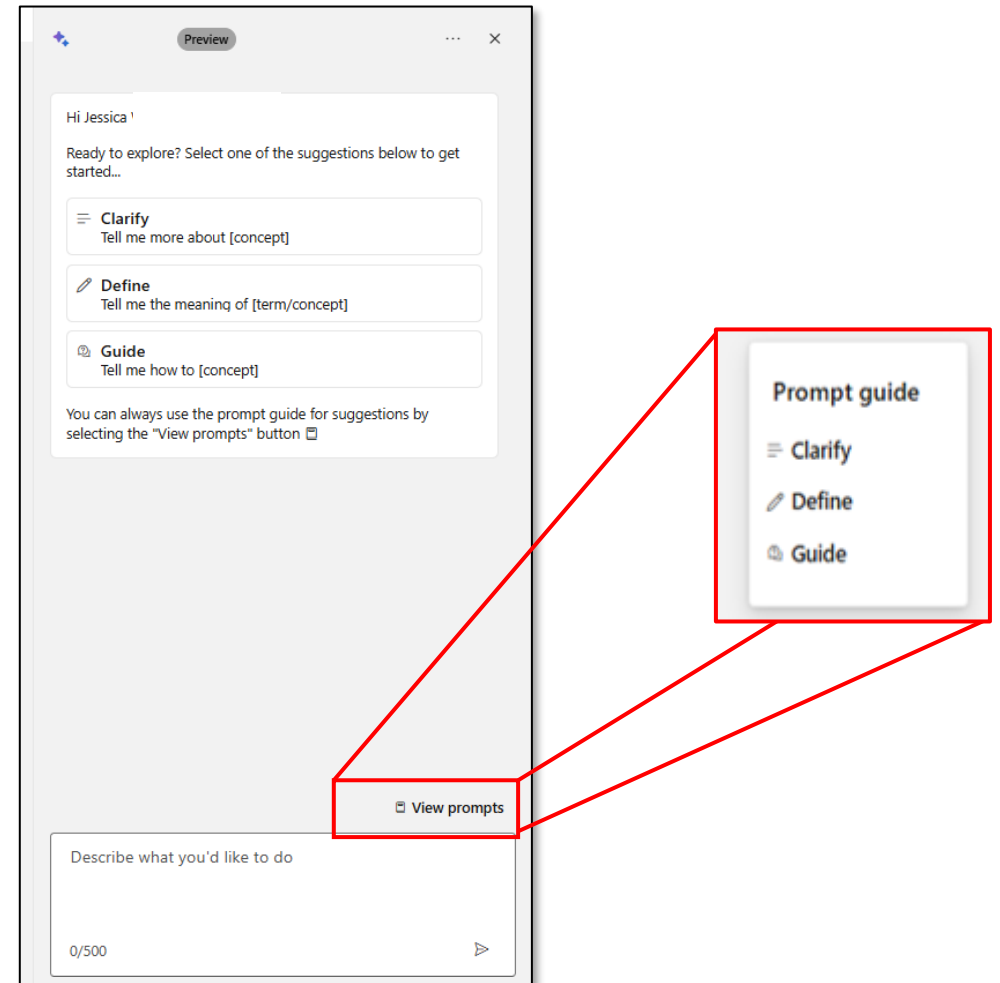 Preview
Hi Jessica
Ready to explore? Select one of the suggestions below to get
started...
Clarify
Tell me more about [concept]
Define
Tell me the meaning of [term/concept]
Guide
Tell me how to [concept]
You can always use the prompt guide for suggestions by
selecting the "View prompts" button
View prompts
Describe what you'd like to do
0/500
Prompt guide
Clarify
Define
Guide